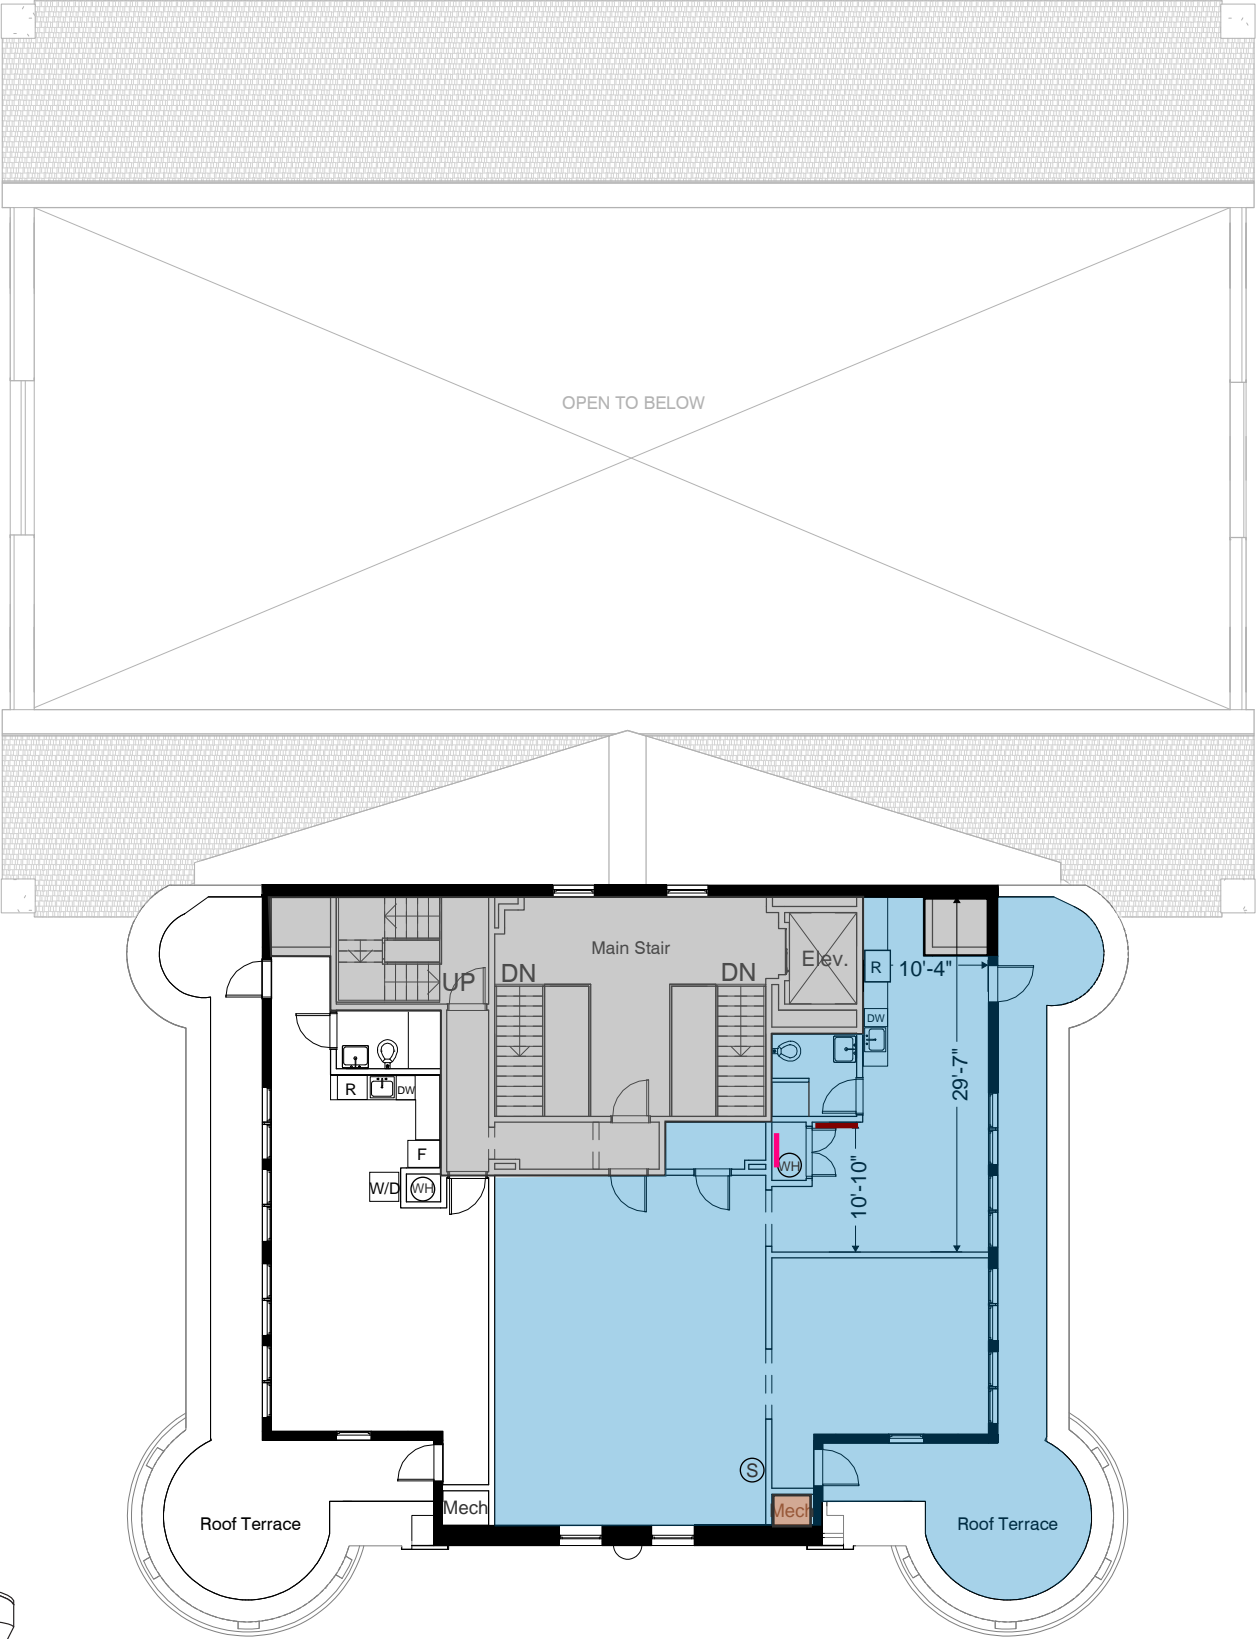 OPEN TO BELOW
Main Stair
UP
DN
DN
Elev.
R
10'-4"
DW
29'-7"
R
DW
F
W/D
WH
WH
10'-10"
S
Mech
Mech
Roof Terrace
Roof Terrace